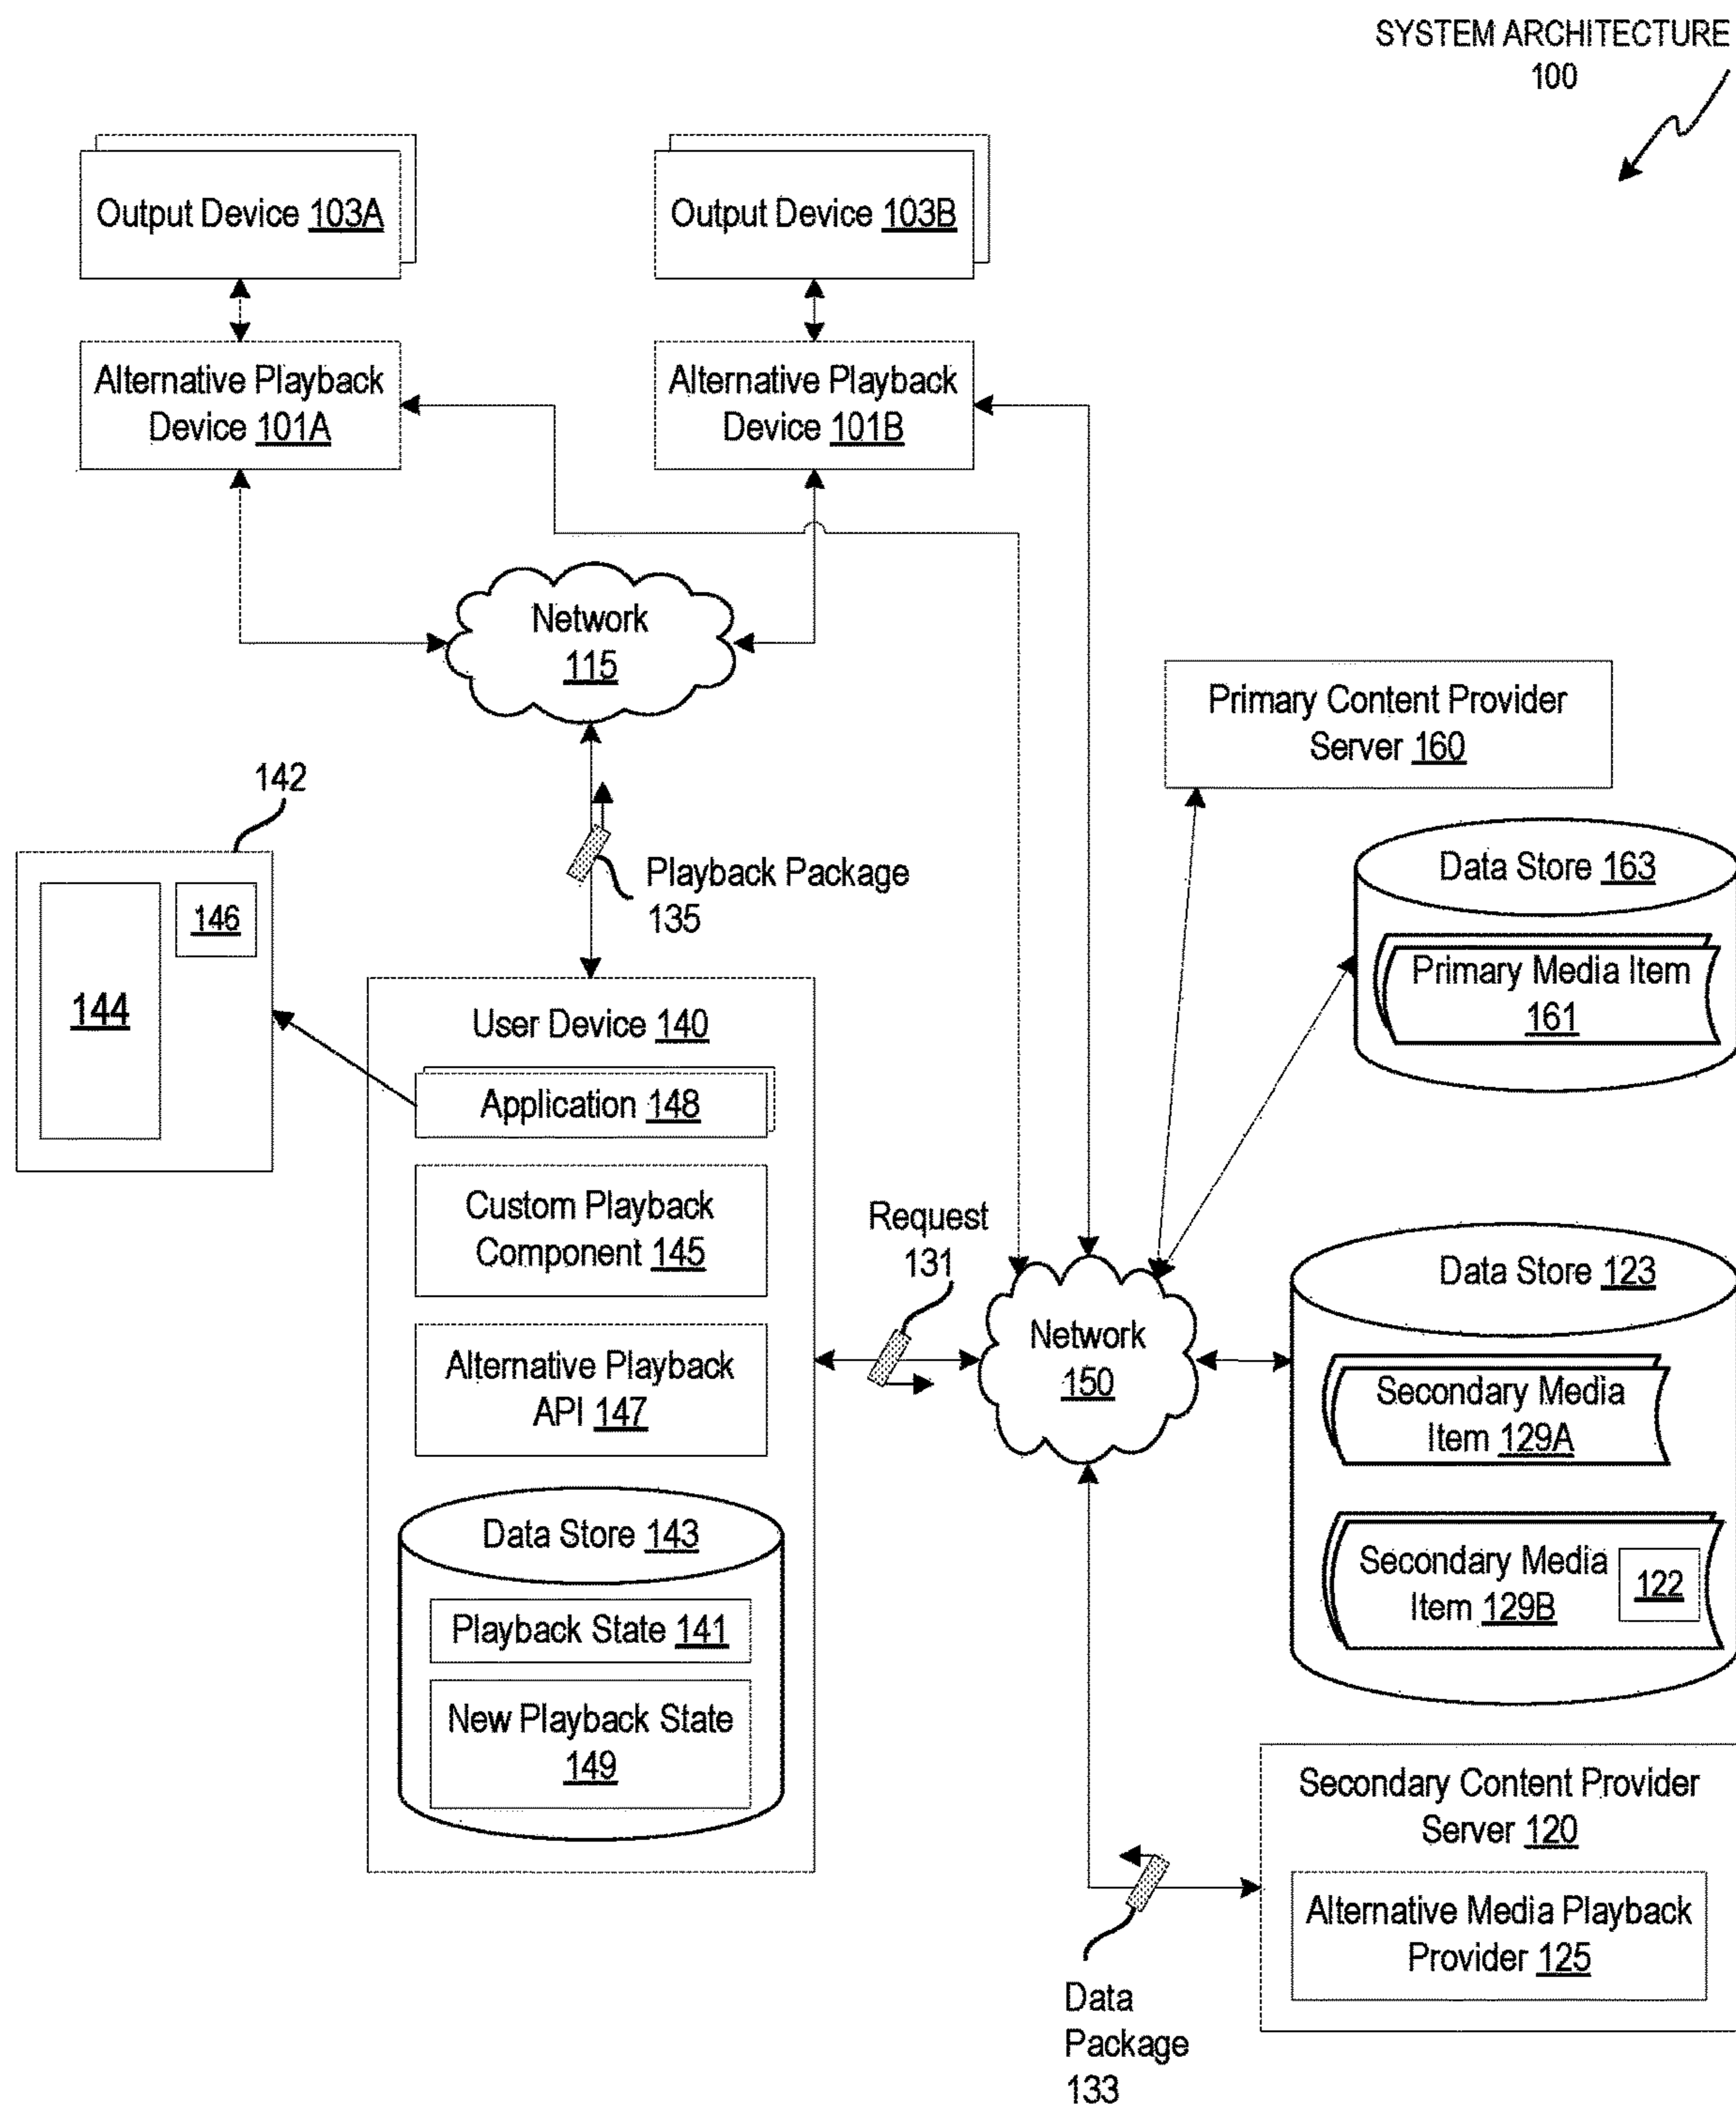 SYSTEM ARCHITECTURE
100
Output Device 103A
Output Device 103B
Alternative Playback
Device 101A
Alternative Playback
Device 101B
Network
115
Primary Content Provider
Server 160
142
Playback Package
135
Data Store 163
Primary Media Item
161
144
146
User Device 140
Application 148
Custom Playback
Component 145
Alternative Playback
API 147
Data Store 143
Playback State 141
New Playback State
149
Request
131
Network
150
Data Store 123
Secondary Media
Item 129A
Secondary Media
Item 129B
122
Secondary Content Provider
Server 120
Alternative Media Playback
Provider 125
Data
Package
133